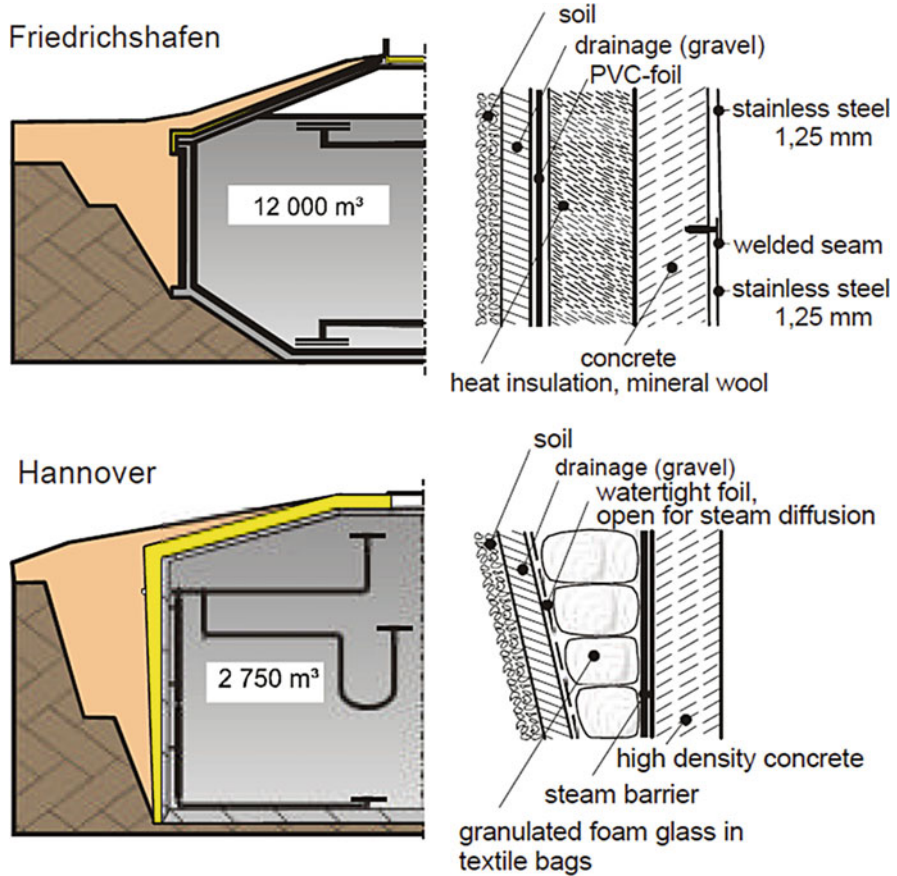 Friedrichshafen
12 000 m³
soil
drainage (gravel)
PVC-foil
stainless steel
1,25 mm
welded seam
stainless steel
1,25 mm
concrete
heat insulation, mineral wool
Hannover
2 750 m³
soil
drainage (gravel)
watertight foil,
open for steam diffusion
high density concrete
steam barrier
granulated foam glass in
textile bags